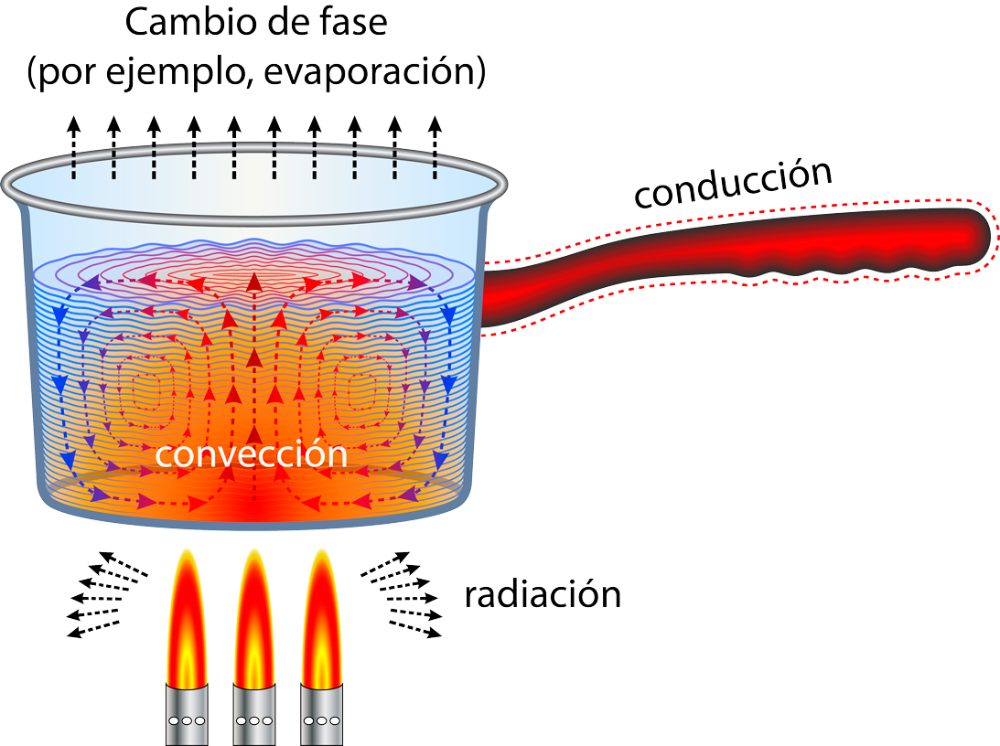 Cambio de fase
(por ejemplo, evaporación)
conducción
convección
radiación